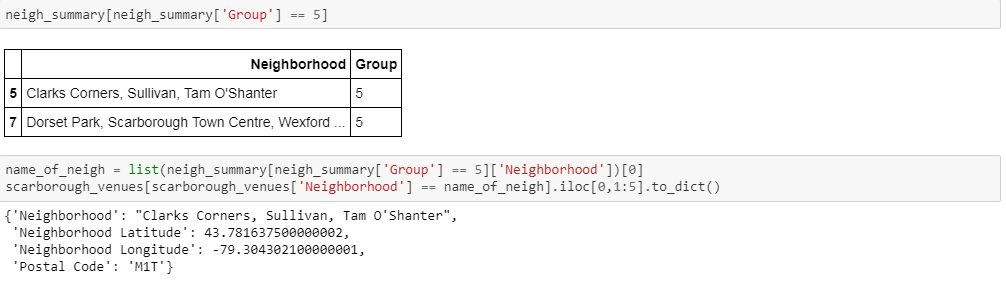 neigh_summary[neigh_summary['Group'] == 5]
Neighborhood Group
5 Clarks Corners, Sullivan, Tam O'Shanter 5
7 Dorset Park, Scarborough Town Centre, Wexford ... 5
name_of_neigh = list(neigh_summary[neigh_summary['Group'] == 5]['Neighborhood'])[0]
scarborough_venues[scarborough_venues['Neighborhood'] == name_of_neigh].iloc[0,1:5].to_dict()
{'Neighborhood': "Clarks Corners, Sullivan, Tam O'Shanter",
'Neighborhood Latitude': 43.781637500000002,
'Neighborhood Longitude': -79.304302100000001,
'Postal Code': 'M1T'}